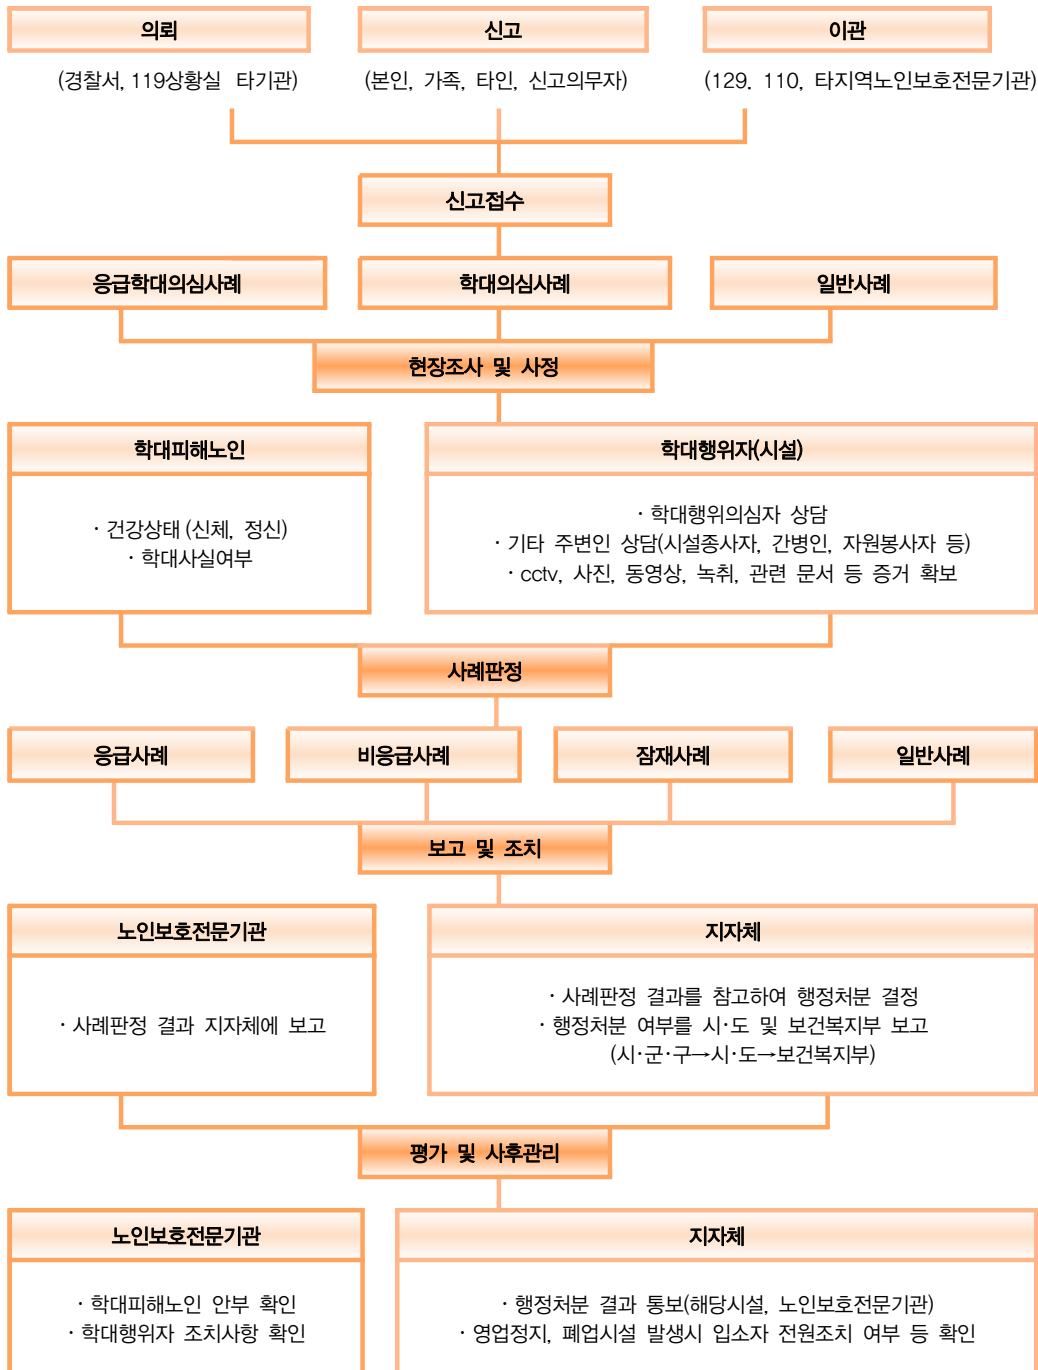 의뢰
신고
이관
(경찰서, 119상황실 타기관)
(본인, 가족, 타인, 신고의무자)
(129. 110, 타지역노인보호전문기관)
신고접수
응급학대의심사례
학대의심사례
일반사례
현장조사 및 사정
학대피해노인
· 건강상태(신체, 정신)
· 학대사실여부
학대행위자(시설)
· 학대행위의심자 상담
· 기타 주변인 상담(시설종사자, 간병인, 자원봉사자 등)
· cctv, 사진, 동영상, 녹취, 관련 문서 등 증거 확보
사례판정
응급사례
비응급사례
잠재사례
일반사례
보고 및 조치
노인보호전문기관
· 사례판정 결과 지자체에 보고
지자체
· 사례판정 결과를 참고하여 행정처분 결정
· 행정처분 여부를 시·도 및 보건복지부 보고
(시·군·구→시·도→보건복지부)
평가 및 사후관리
노인보호전문기관
· 학대피해노인 안부 확인
· 학대행위자 조치사항 확인
지자체
· 행정처분 결과 통보(해당시설, 노인보호전문기관)
· 영업정지, 폐업시설 발생시 입소자 전원조치 여부 등 확인